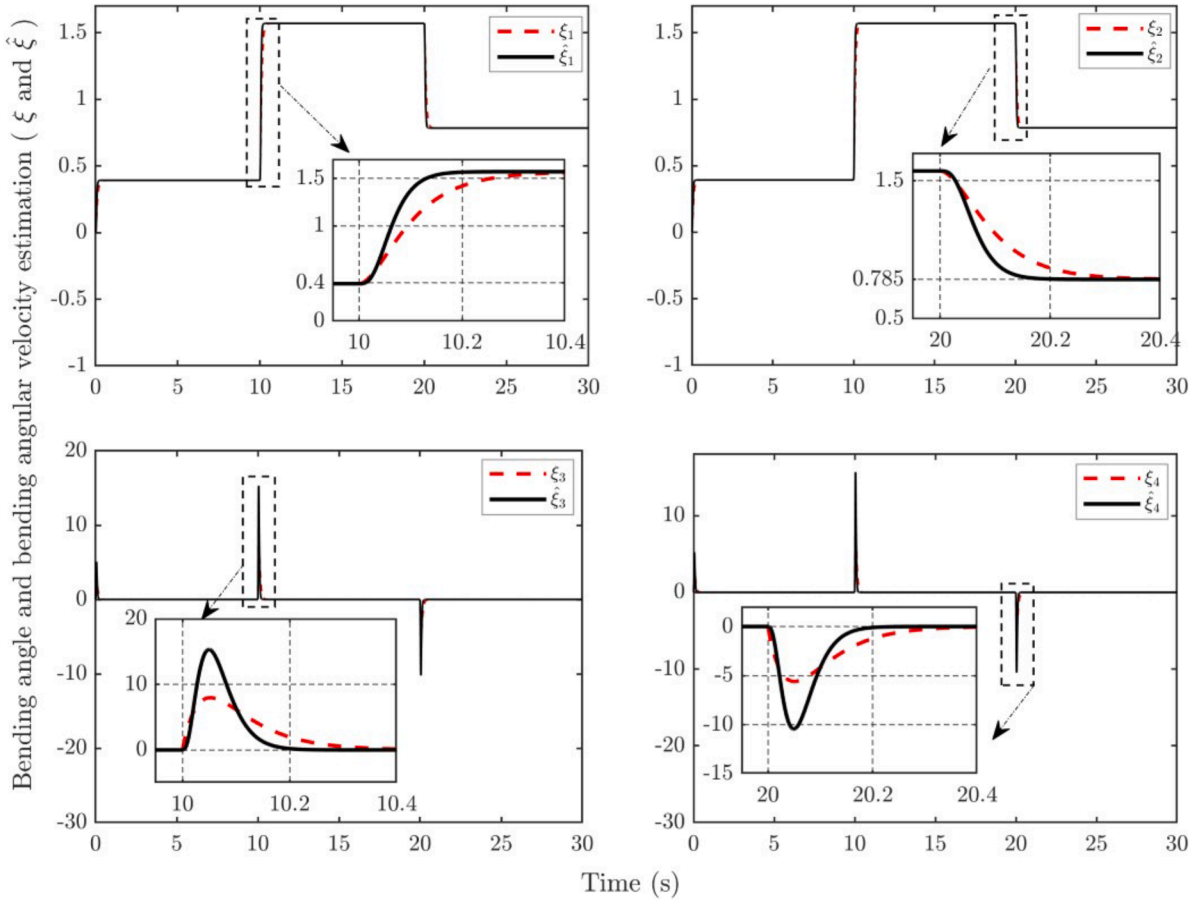 Bending angle and bending angular velocity estimation ( ξ and ξ̂ )
1.5
1
0.5
0
-0.5
-1
0 5 10 15 20 25 30
ξ₁
ξ̂₁
1.5
1
0.4
0
10 10.2 10.4
1.5
1
0.5
0
-0.5
-1
0 5 10 15 20 25 30
ξ₂
ξ̂₂
1.5
0.785
0.5
20 20.2 20.4
20
10
0
-10
-20
-30
0 5 10 15 20 25 30
ξ₃
ξ̂₃
20
10
0
10 10.2 10.4
10
0
-10
-20
-30
0 5 10 15 20 25 30
ξ₄
ξ̂₄
0
-5
-10
-15
20 20.2 20.4
Time (s)